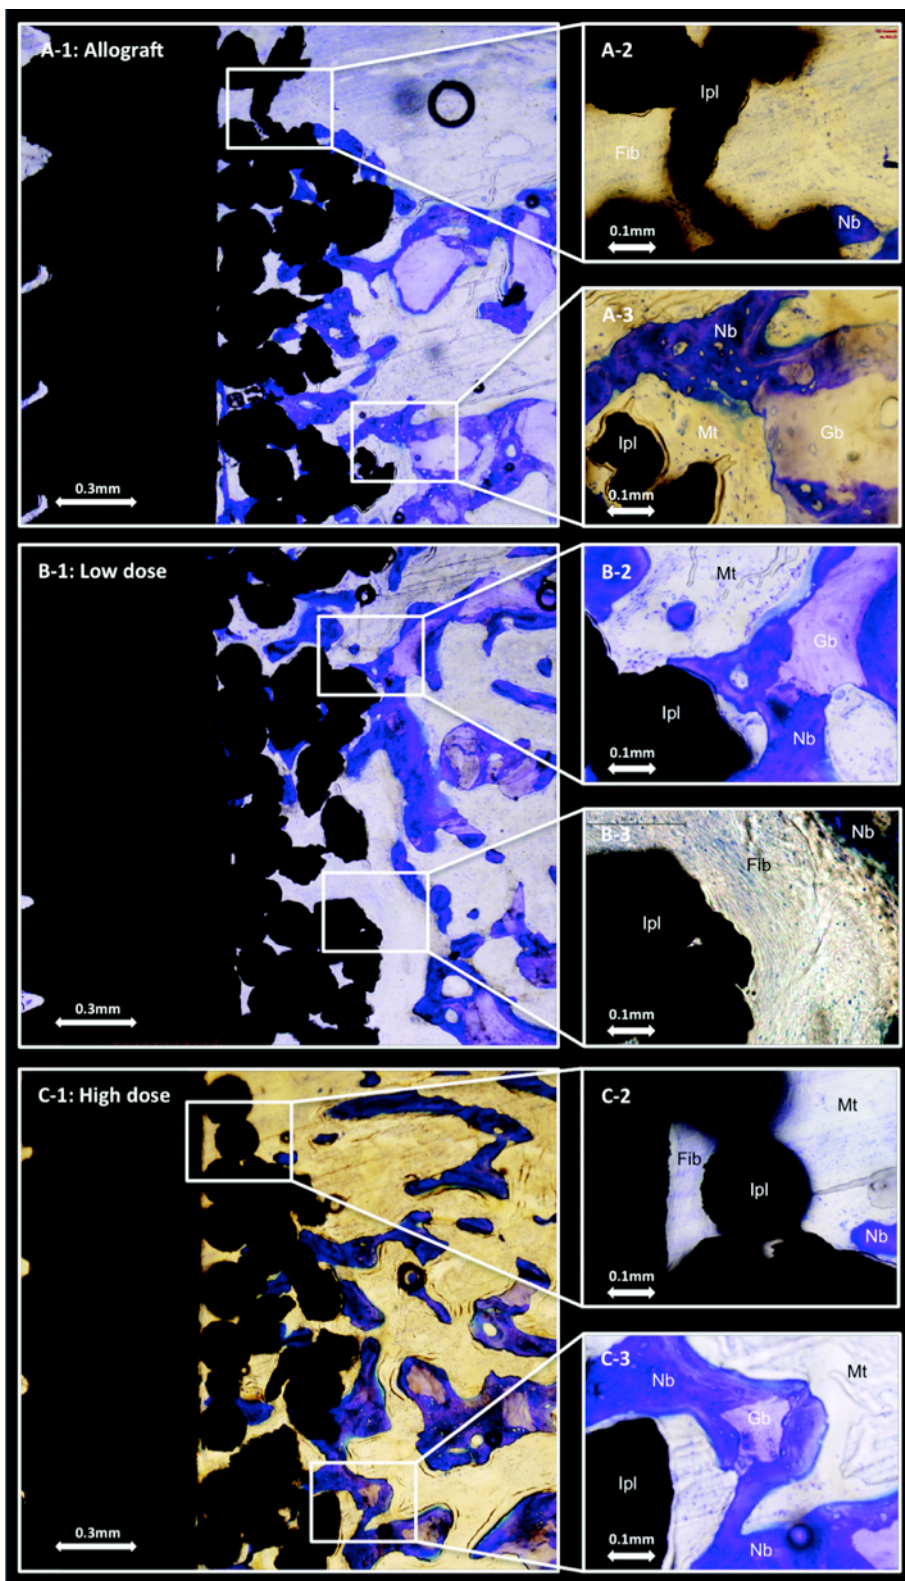 A-1: Allograft
0.3mm
A-2
Ipl
Fib
Nb
0.1mm
A-3
Nb
Ipl
Mt
Gb
0.1mm
B-1: Low dose
0.3mm
B-2
Mt
Gb
Ipl
Nb
0.1mm
B-3
Nb
Fib
Ipl
0.1mm
C-1: High dose
0.3mm
C-2
Mt
Fib
Ipl
Nb
0.1mm
C-3
Nb
Mt
Gb
Ipl
Nb
0.1mm